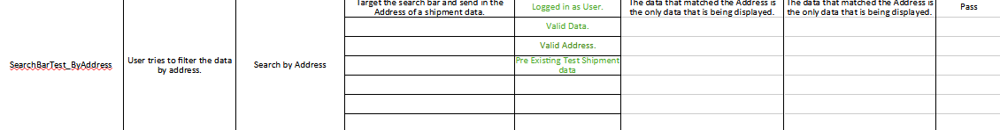 Target the search bar and send in the
Address of a shipment data.
Logged in as User.
The data that matched the Address is
the only data that is being displayed.
The data that matched the Address is
the only data that is being displayed.
Pass
Valid Data.
Valid Address.
SearchBarTest_ByAddress
User tries to filter the data
by address.
Search by Address
Pre Existing Test Shipment
data